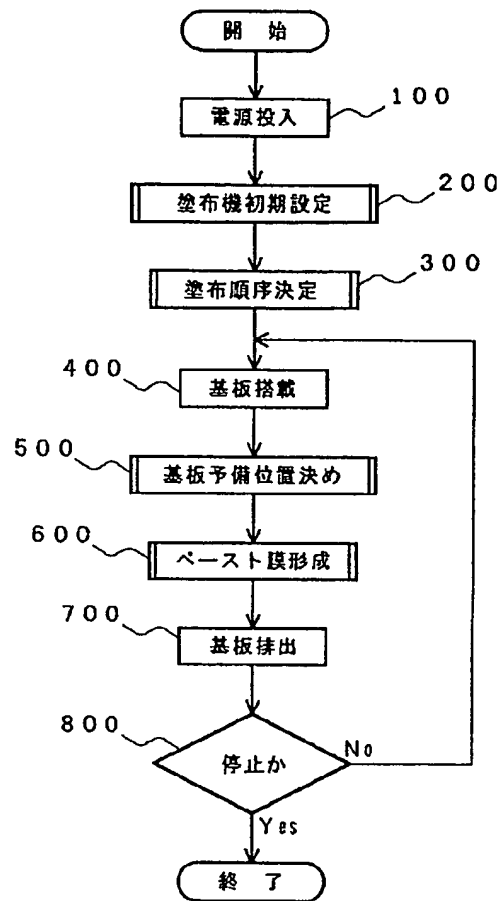 開 始
電源投入
100
塗布機初期設定
200
塗布順序決定
300
400
基板搭載
500
基板予備位置決め
600
ペースト膜形成
700
基板排出
800
停止か
No
Yes
終 了